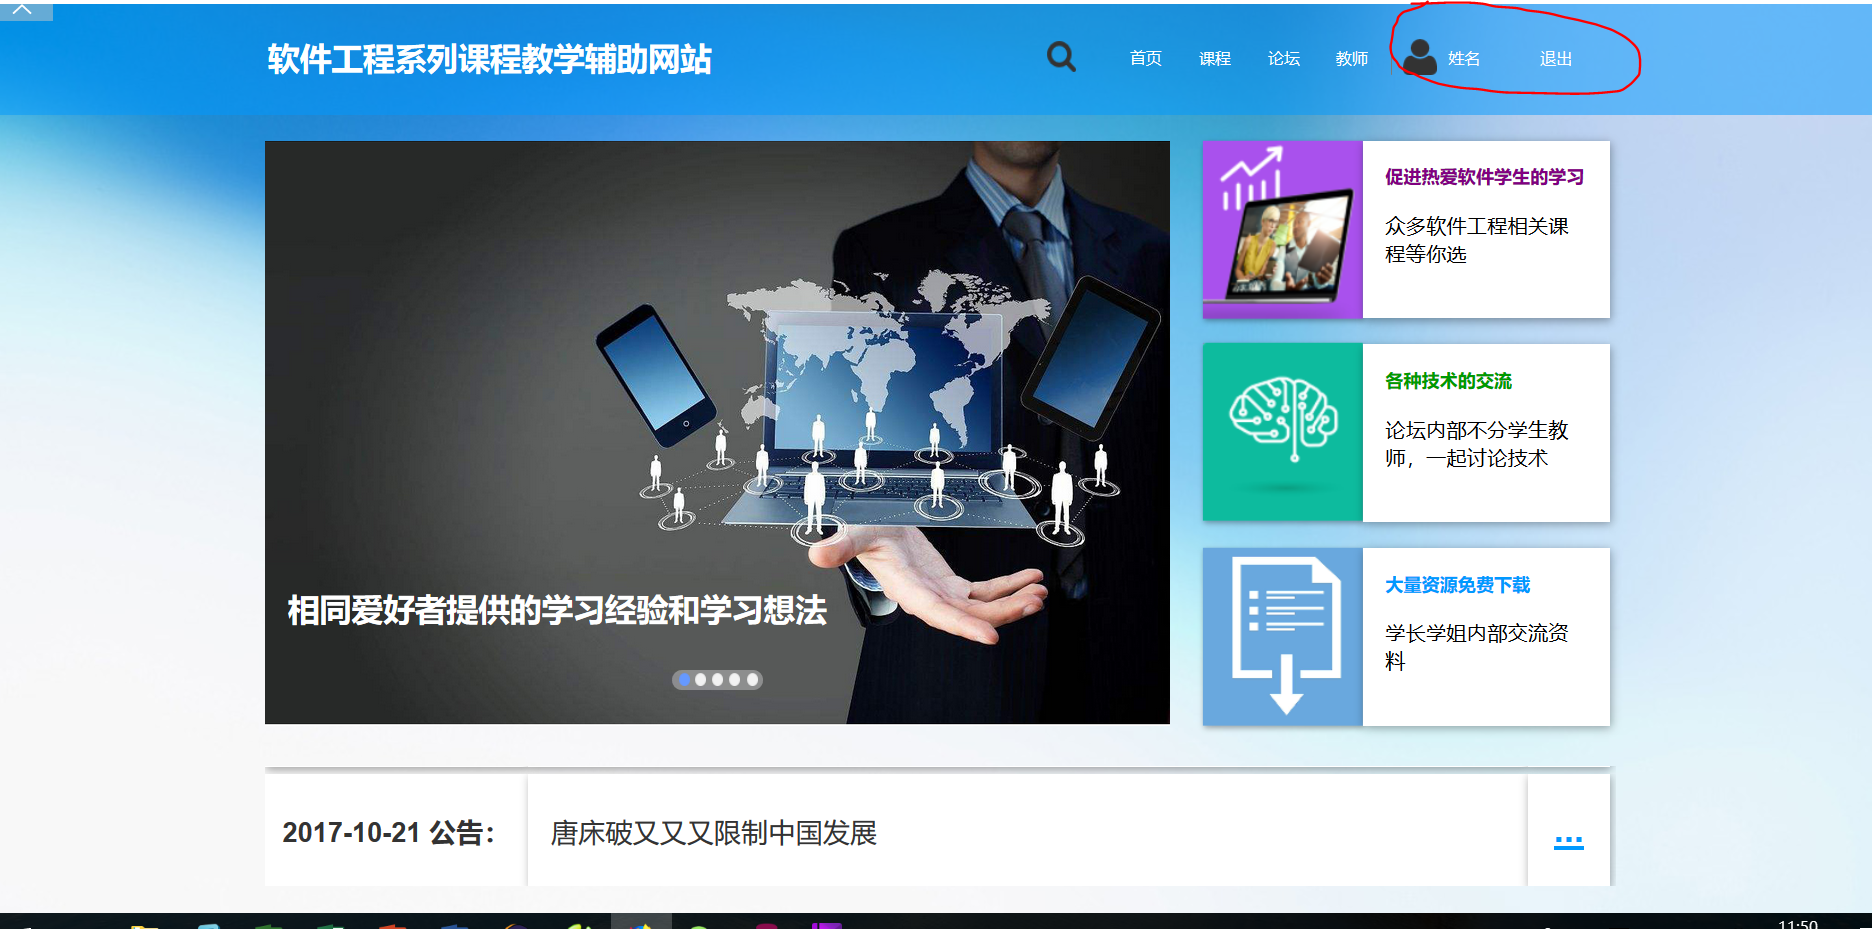 软件工程系列课程教学辅助网站
首页
课程
论坛
教师
姓名
退出
促进热爱软件学生的学习
众多软件工程相关课
程等你选
各种技术的交流
论坛内部不分学生教
师，一起讨论技术
大量资源免费下载
学长学姐内部交流资
料
相同爱好者提供的学习经验和学习想法
2017-10-21 公告：
唐床破又又又限制中国发展
...
11:50